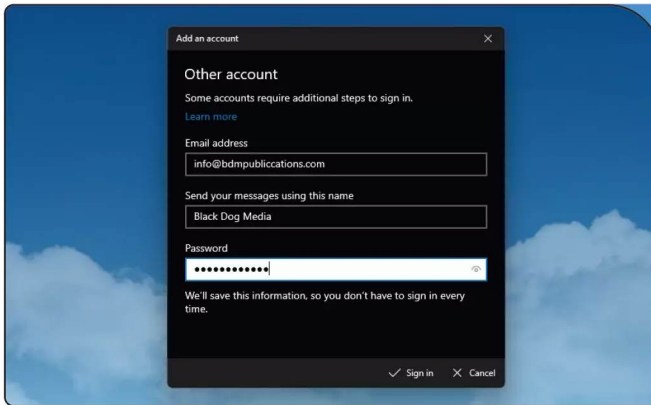 Add an account
Other account
Some accounts require additional steps to sign in.
Learn more
Email address
info@bdmpubliccations.com
Send your messages using this name
Black Dog Media
Password
●●●●●●●●●●●●
We'll save this information, so you don't have to sign in every
time.
Sign in Cancel